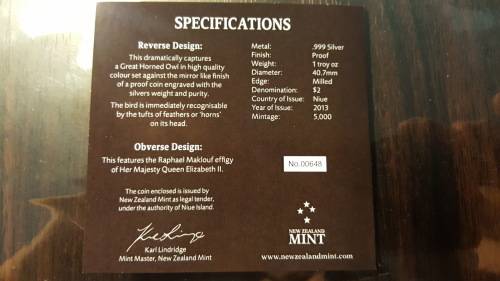 SPECIFICATIONS
Reverse Design:
This dramatically captures
a Great Horned Owl in high quality
colour set against the mirror like finish
of a proof coin engraved with the
silvers weight and purity.
The bird is immediately recognisable
by the tufts of feathers or 'horns'
on its head.
Obverse Design:
This features the Raphael Maklouf effigy
of Her Majesty Queen Elizabeth II.
The coin enclosed is issued by
New Zealand Mint as legal tender,
under the authority of Niue Island.
Karl Lindridge
Mint Master, New Zealand Mint
Metal: .999 Silver
Finish: Proof
Weight: 1 troy oz
Diameter: 40.7mm
Edge: Milled
Denomination: $2
Country of Issue: Niue
Year of Issue: 2013
Mintage: 5,000
No.00648
NEW ZEALAND
MINT
www.newzealandmint.com